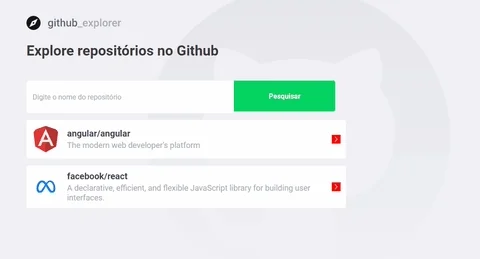 github_explorer
Explore repositórios no Github
Digite o nome do repositório
Pesquisar
angular/angular
The modern web developer's platform
facebook/react
A declarative, efficient, and flexible JavaScript library for building user
interfaces.